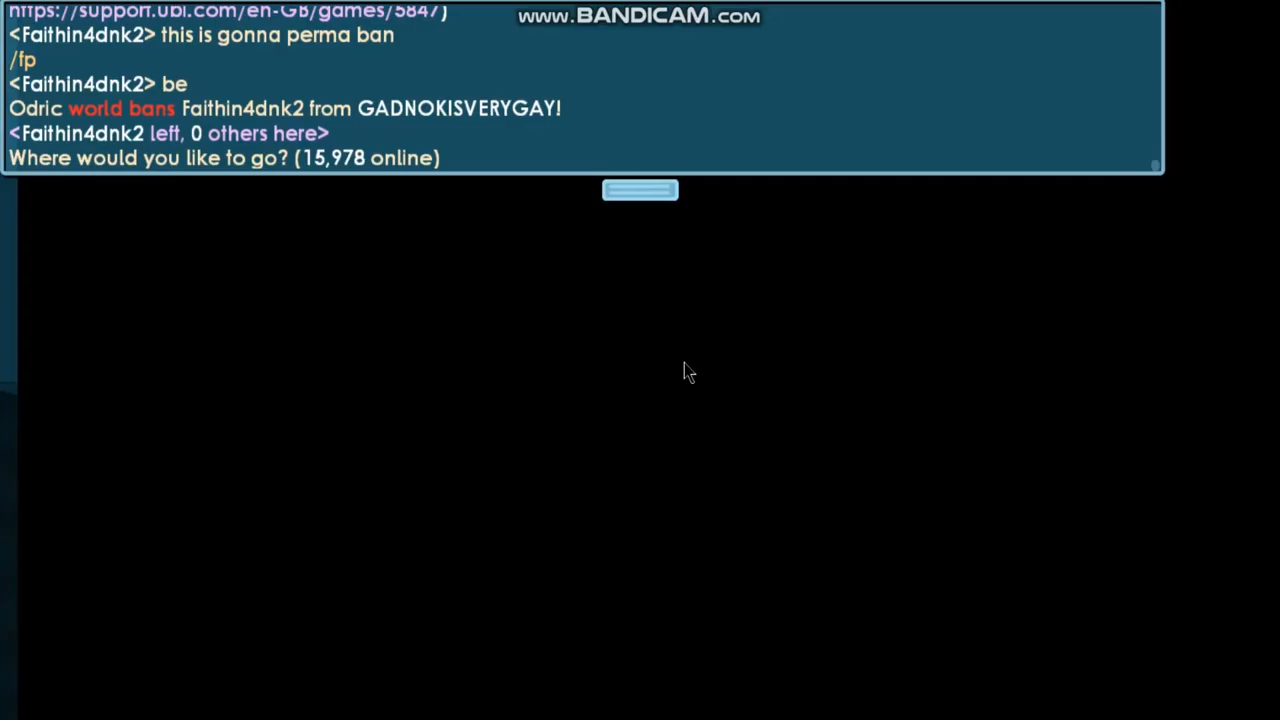 www.BANDICAM.com
https://support.ubi.com/en-GB/games/5847)
<Faithin4dnk2> this is gonna perma ban
/fp
<Faithin4dnk2> be
Odric world bans Faithin4dnk2 from GADNOKISVERYGAY!
<Faithin4dnk2 left, 0 others here>
Where would you like to go? (15,978 online)